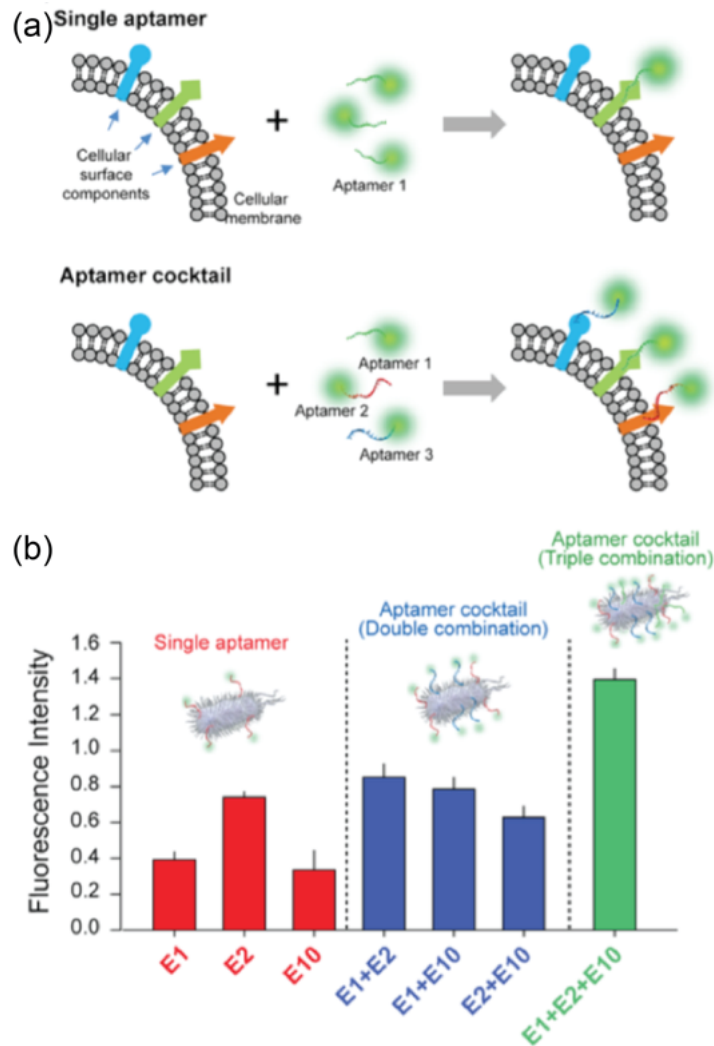 (a)
Single aptamer
Cellular
surface
components
Cellular
membrane
+
Aptamer 1
Aptamer cocktail
+
Aptamer 1
Aptamer 2
Aptamer 3
(b)
Aptamer cocktail
(Triple combination)
Aptamer cocktail
(Double combination)
Single aptamer
Fluorescence Intensity
1.6
1.4
1.2
1.0
0.8
0.6
0.4
0.2
0.0
E1
E2
E10
E1+E2
E1+E10
E2+E10
E1+E2+E10